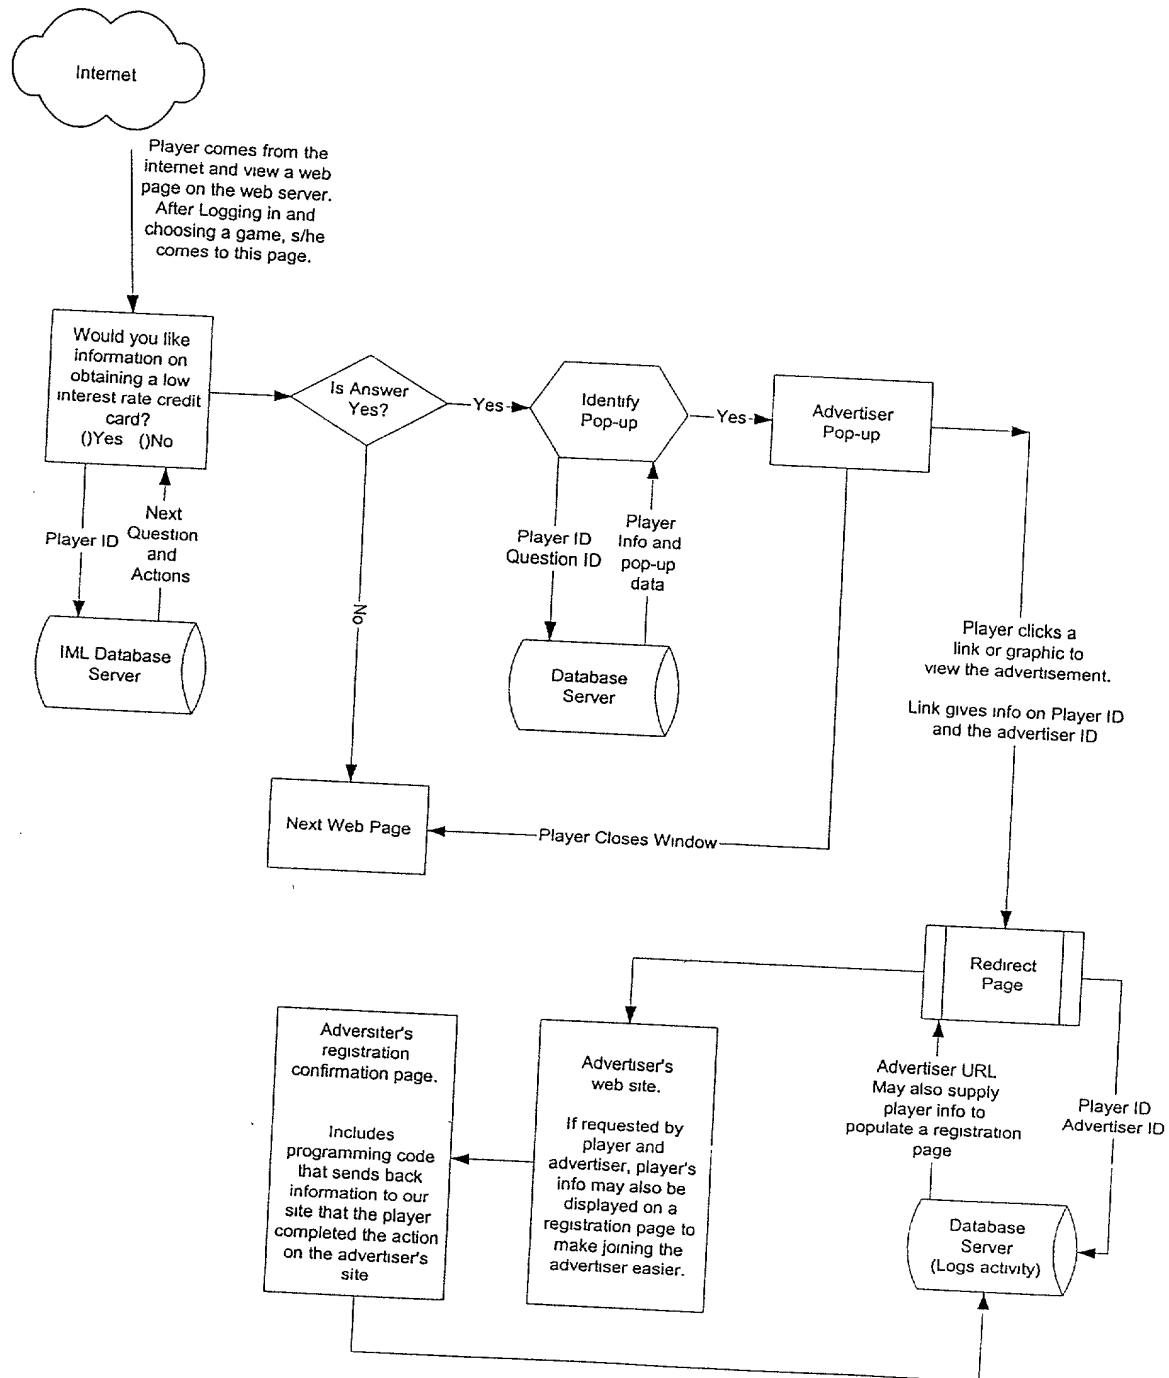 Internet
Player comes from the
internet and view a web
page on the web server.
After Logging in and
choosing a game, s/he
comes to this page.
Would you like
information on
obtaining a low
interest rate credit
card?
()Yes ()No
Is Answer
Yes?
Yes
Identify
Pop-up
Yes
Advertiser
Pop-up
Player ID
Next
Question
and
Actions
IML Database
Server
No
Player ID
Question ID
Player
Info and
pop-up
data
Database
Server
Player clicks a
link or graphic to
view the advertisement.
Link gives info on Player ID
and the advertiser ID
Next Web Page
Player Closes Window
Redirect
Page
Adversiter's
registration
confirmation page.
Includes
programming code
that sends back
information to our
site that the player
completed the action
on the advertiser's
site
Advertiser's
web site.
If requested by
player and
advertiser, player's
info may also be
displayed on a
registration page to
make joining the
advertiser easier.
Advertiser URL
May also supply
player info to
populate a registration
page
Player ID
Advertiser ID
Database
Server
(Logs activity)